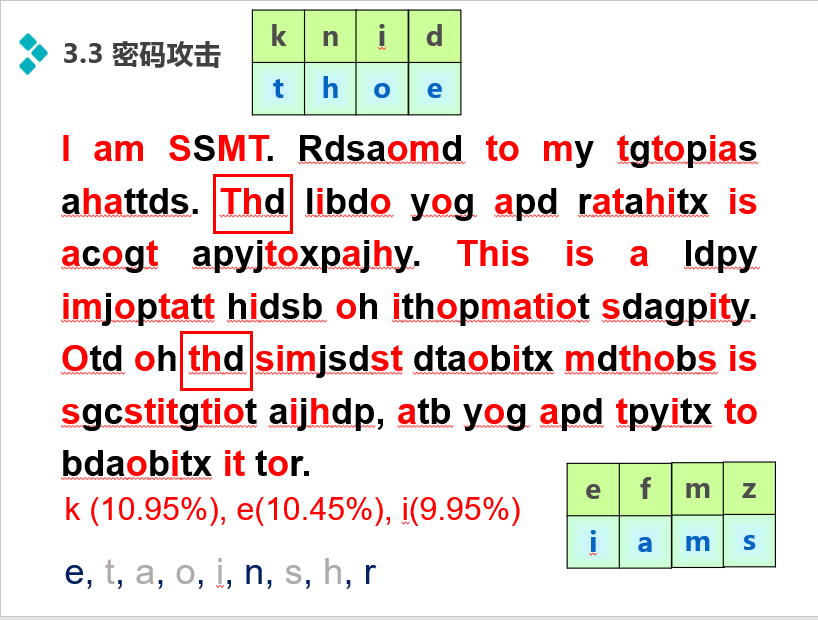 3.3 密码攻击
k n i d
t h o e
I am SSMT. Rdsaomd to my tgtopias
ahattds. Thd libdo yog apd ratahitx is
acogt apyjtoxpajhy. This is a ldpy
imjoptatt hidsb oh ithopmatiot sdagpity.
Otd oh thd simjsdst dtaobitx mdthobs is
sgcstitgtiot aijhdp, atb yog apd tpyitx to
bdaobitx it tor.
k (10.95%), e(10.45%), i(9.95%)
e f m z
i a m s
e, t, a, o, i, n, s, h, r